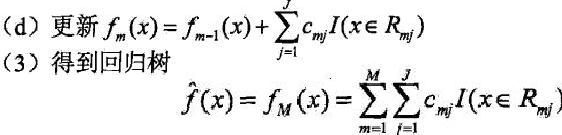 (d) 更新 $f_m(x) = f_{m-1}(x) + \sum_{j=1}^{J} c_{mj} I(x \in R_{mj})$
(3) 得到回归树
$\hat{f}(x) = f_M(x) = \sum_{m=1}^{M} \sum_{j=1}^{J} c_{mj} I(x \in R_{mj})$